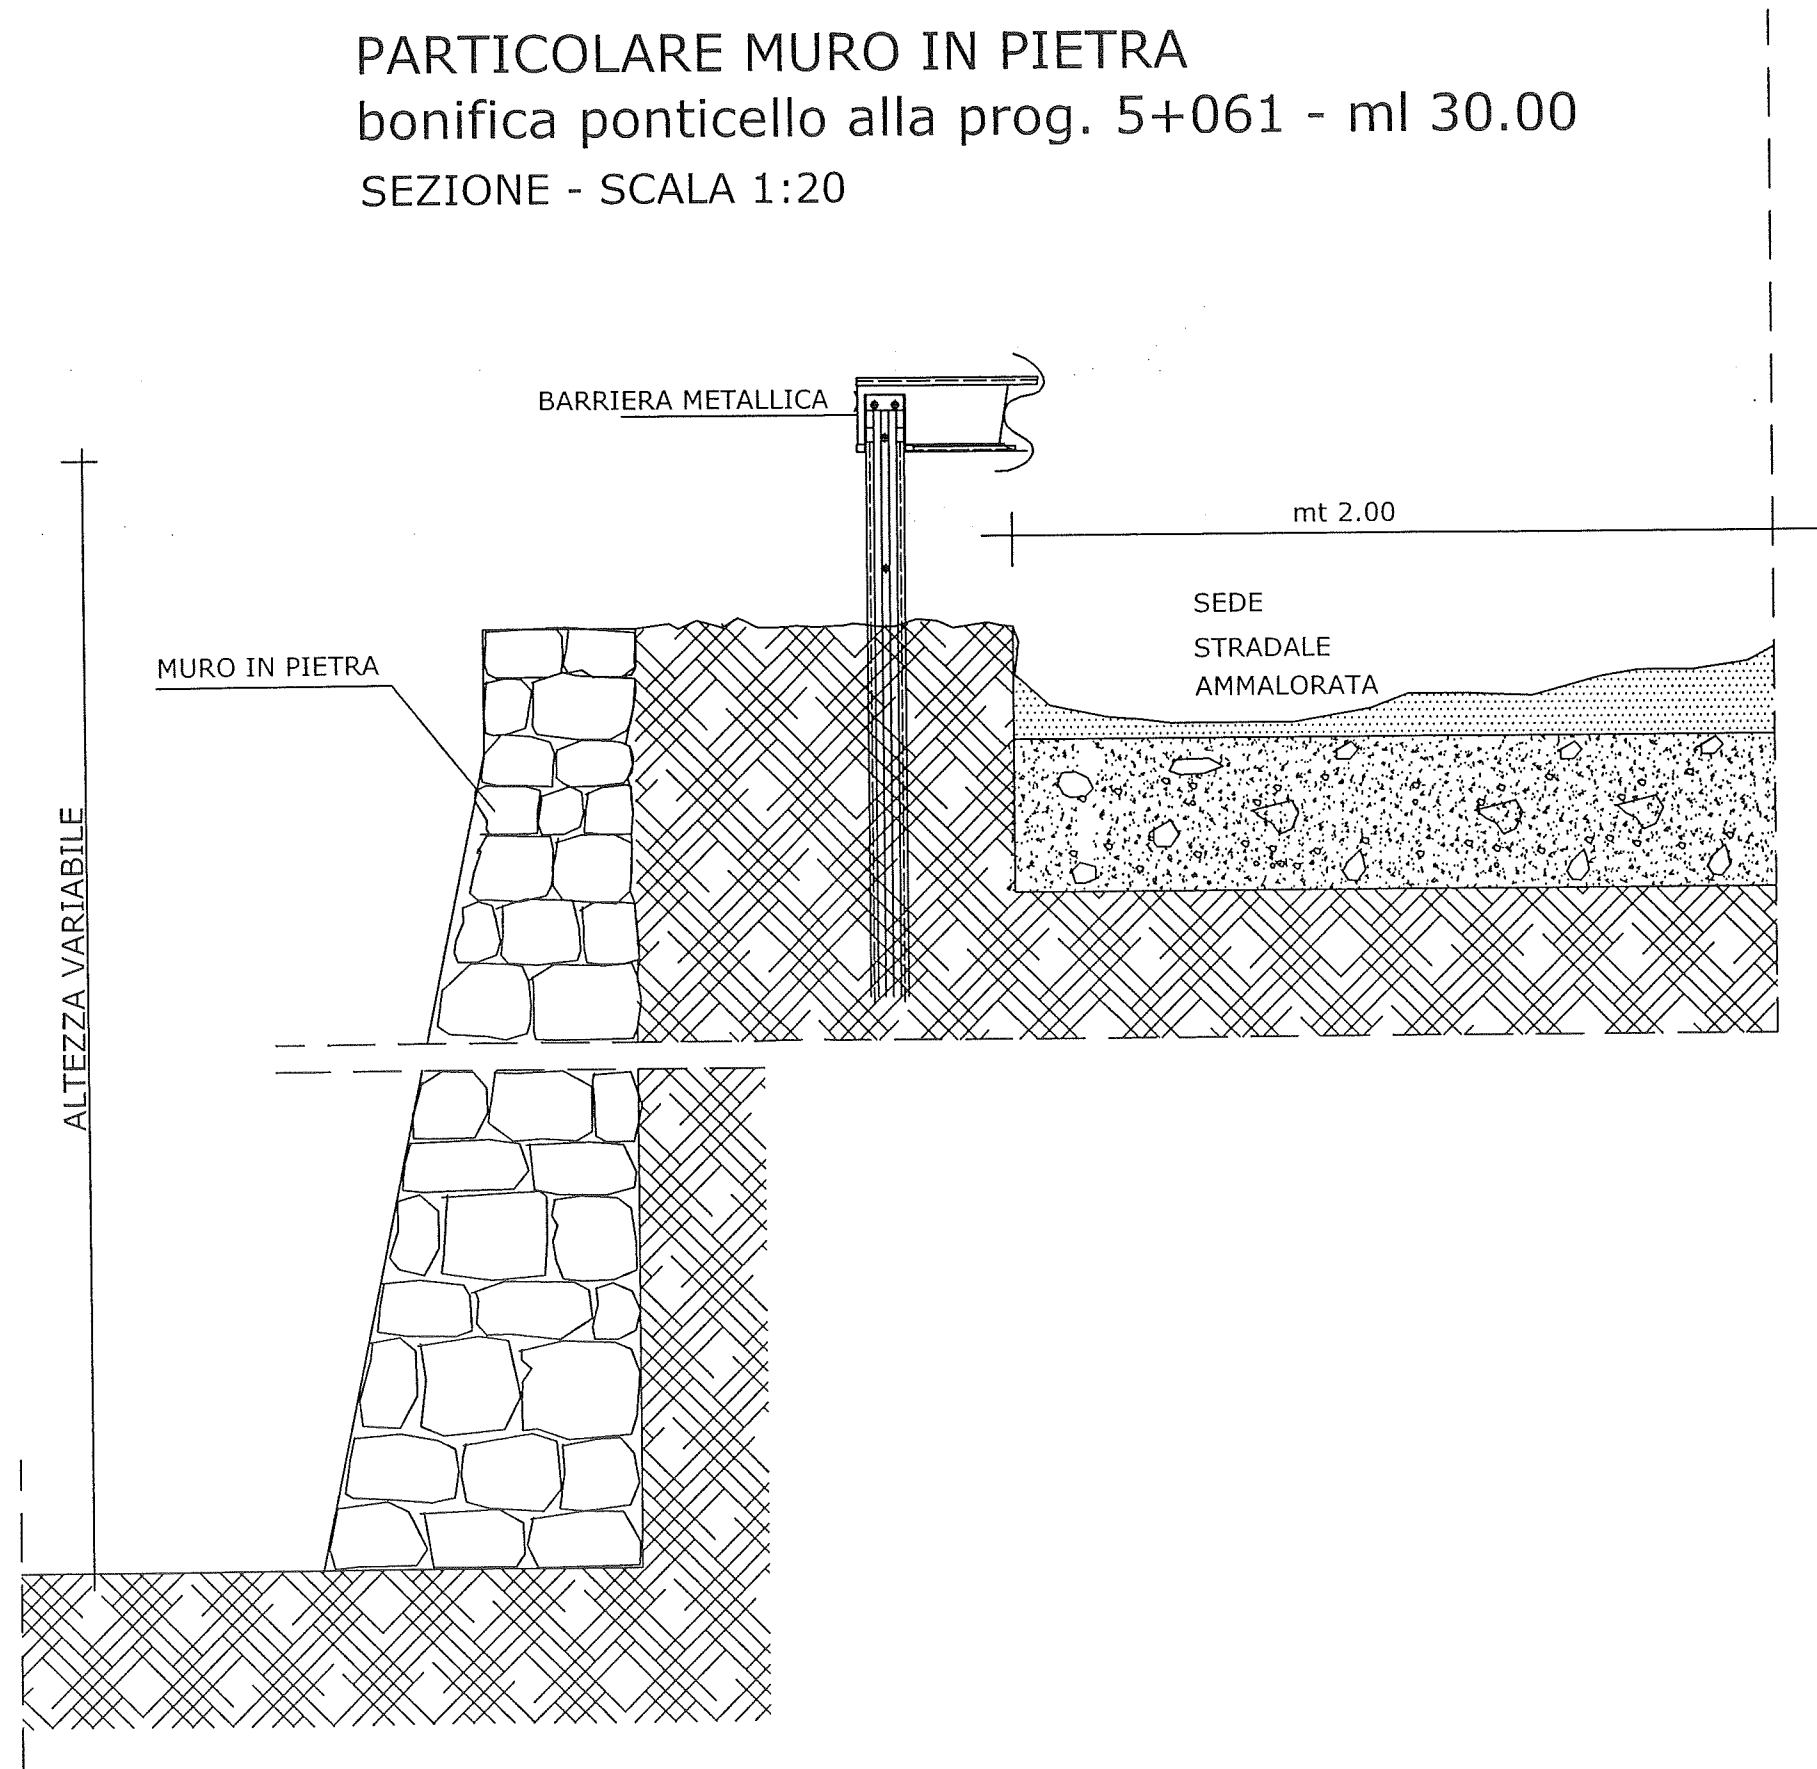 PARTICOLARE MURO IN PIETRA
bonifica ponticello alla prog. 5+061 - ml 30.00
SEZIONE - SCALA 1:20
BARRIERA METALLICA
mt 2.00
SEDE
STRADALE
AMMALORATA
MURO IN PIETRA
ALTEZZA VARIABILE